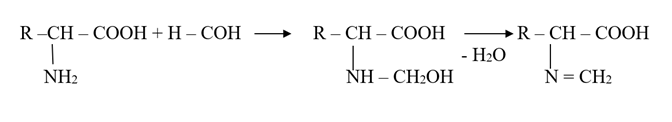 R –CH – COOH + H – COH ⟶ R – CH – COOH ⟶ R – CH – COOH
- H₂O
NH₂ NH – CH₂OH N = CH₂